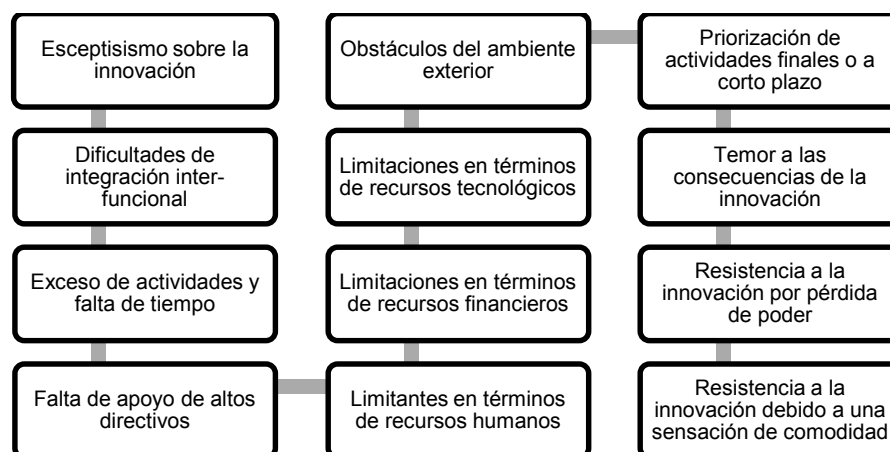 Esceptisismo sobre la
innovación
Dificultades de
integración inter-
funcional
Exceso de actividades y
falta de tiempo
Falta de apoyo de altos
directivos
Limitantes en términos
de recursos humanos
Limitaciones en términos
de recursos financieros
Limitaciones en términos
de recursos tecnológicos
Obstáculos del ambiente
exterior
Priorización de
actividades finales o a
corto plazo
Temor a las
consecuencias de la
innovación
Resistencia a la
innovación por pérdida
de poder
Resistencia a la
innovación debido a una
sensación de comodidad